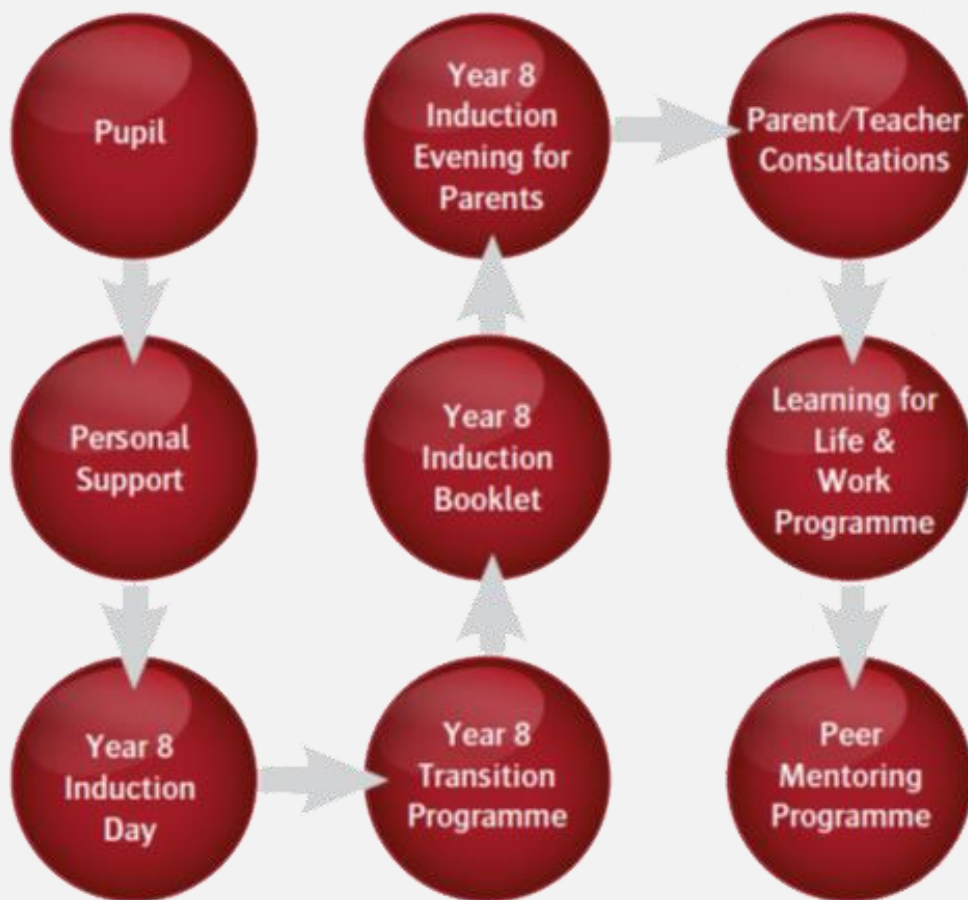 Pupil
Personal
Support
Year 8
Induction
Day
Year 8
Transition
Programme
Year 8
Induction
Booklet
Year 8
Induction
Evening for
Parents
Parent/Teacher
Consultations
Learning for
Life &
Work
Programme
Peer
Mentoring
Programme